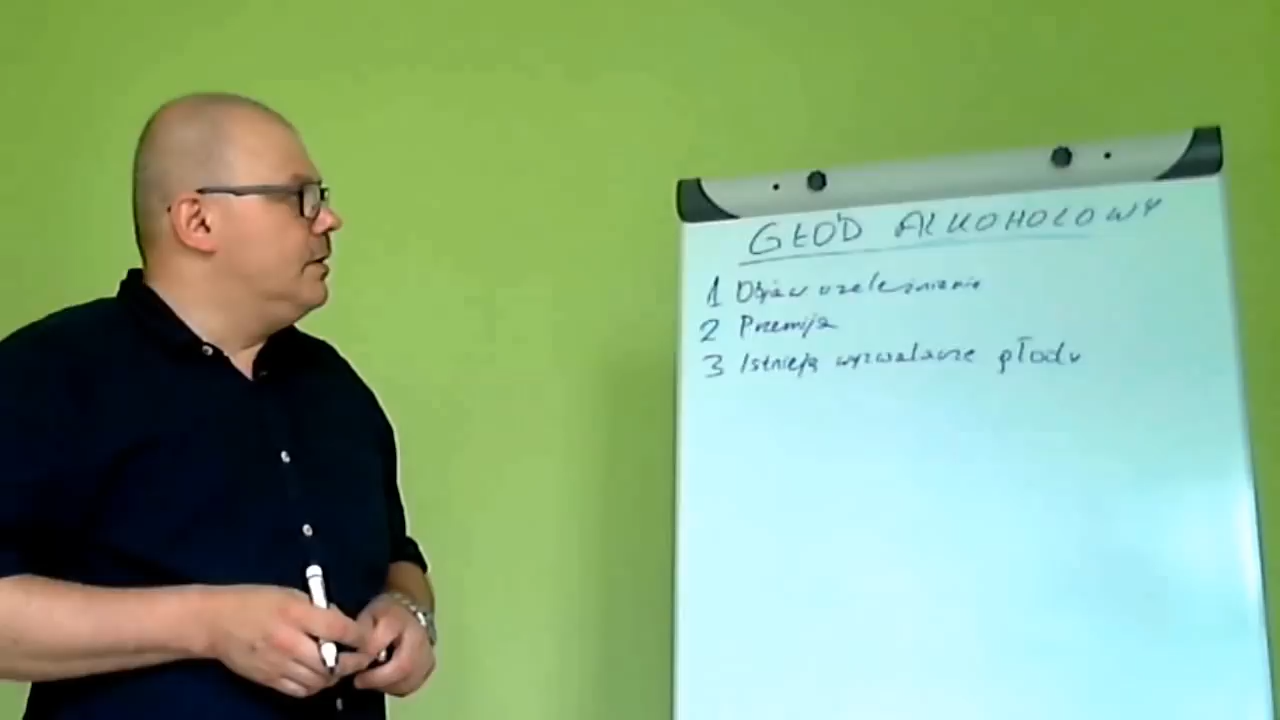 GŁÓD ALKOHOLOWY
1 Objaw uzależnienia
2 Przemija
3 Istnieją wyzwalacze głodu